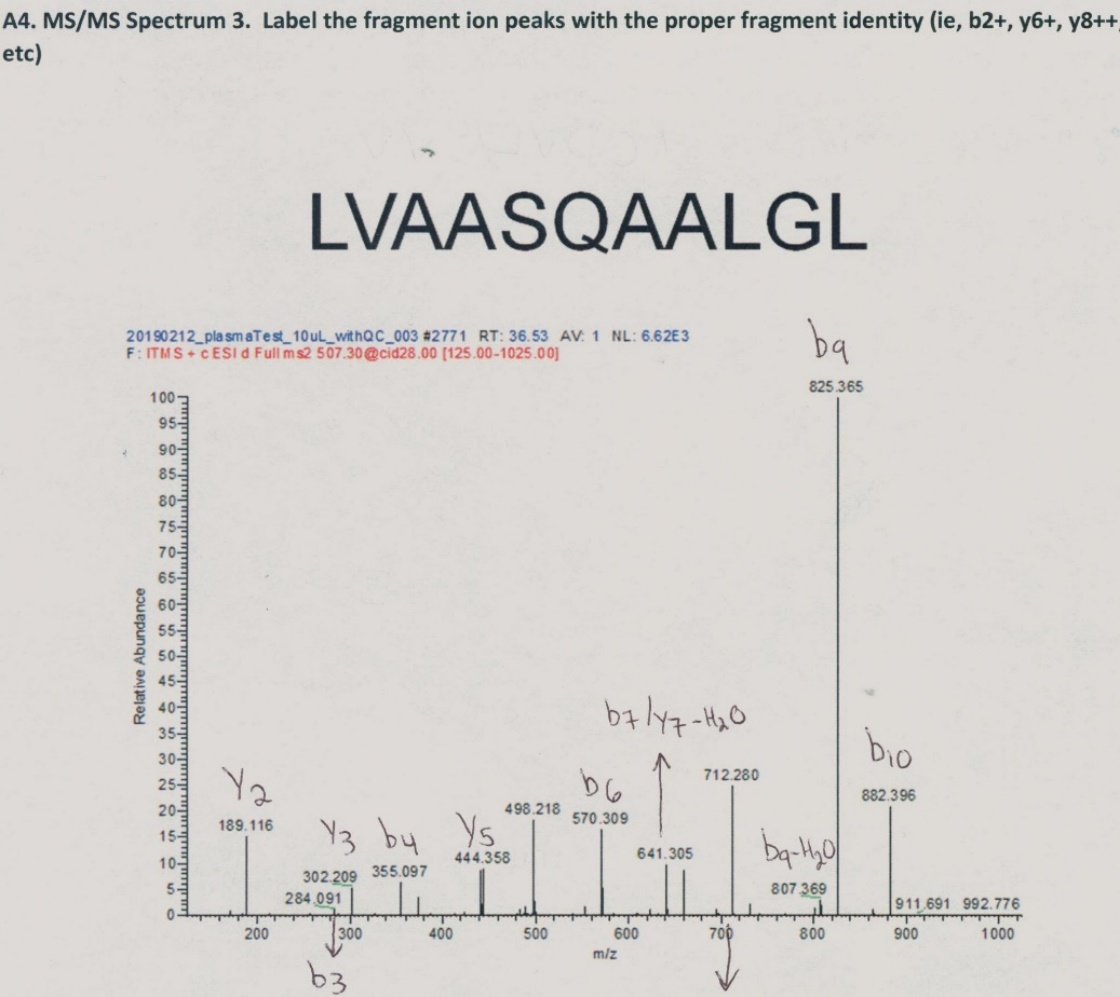 A4. MS/MS Spectrum 3. Label the fragment ion peaks with the proper fragment identity (ie, b2+, y6+, y8++,
etc)
LVAASQAALGL
20190212_plasmaTest_10uL_withQC_003 #2771 RT: 36.53 AV: 1 NL: 6.62E3
F: ITMS + c ESI d Full ms2 507.30@cid28.00 [125.00-1025.00]
b9
825.365
100
95
90
85
80
75
70
65
60
55
50
45
40
35
30
25
20
15
10
5
0
Relative Abundance
b7/y7-H2O
b10
712.280
882.396
y2
b6
498.218
570.309
189.116
y3
b4
y5
b9-H2O
444.358
641.305
302.209
355.097
807.369
284.091
911.691
992.776
200
300
400
500
600
700
800
900
1000
m/z
b3